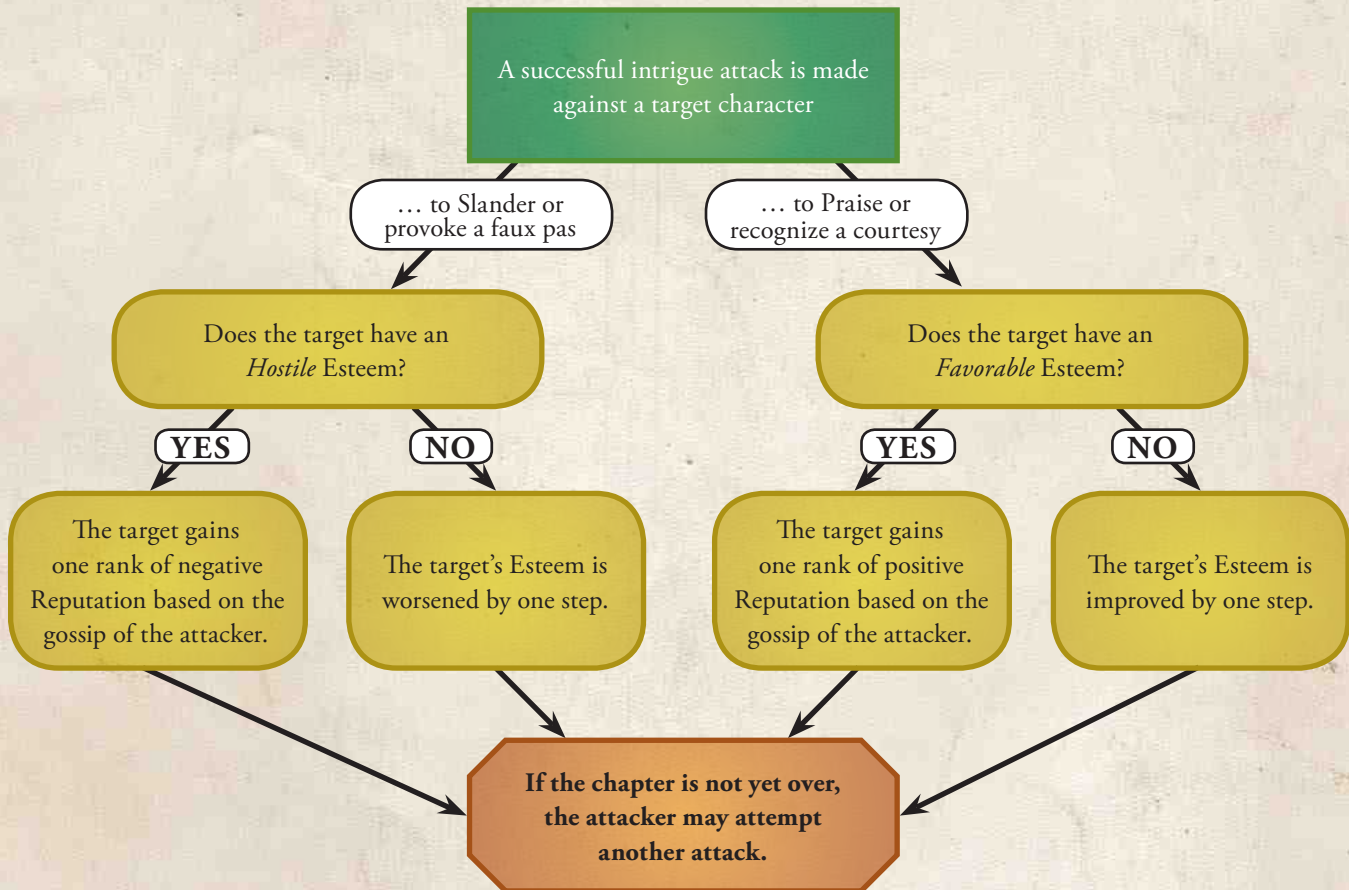 A successful intrigue attack is made
against a target character
… to Slander or
provoke a faux pas
… to Praise or
recognize a courtesy
Does the target have an
Hostile Esteem?
Does the target have an
Favorable Esteem?
YES
NO
YES
NO
The target gains
one rank of negative
Reputation based on the
gossip of the attacker.
The target's Esteem is
worsened by one step.
The target gains
one rank of positive
Reputation based on the
gossip of the attacker.
The target's Esteem is
improved by one step.
If the chapter is not yet over,
the attacker may attempt
another attack.